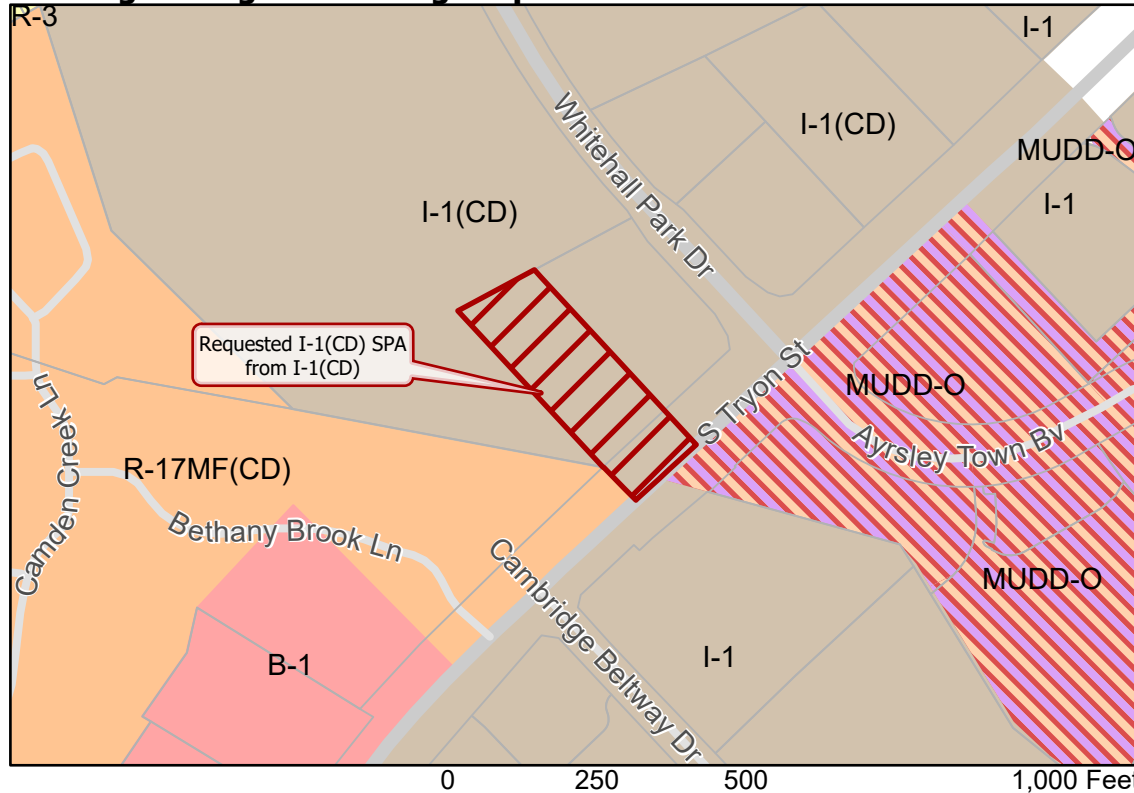 R-3
I-1
Whitehall Park Dr
I-1(CD)
MUDD-O
I-1
I-1(CD)
Requested I-1(CD) SPA
from I-1(CD)
S Tryon St
MUDD-O
Ayrsley Town Bv
Camden Creek Ln
R-17MF(CD)
Bethany Brook Ln
Cambridge Beltway Dr
MUDD-O
I-1
B-1
0 250 500 1,000 Feet